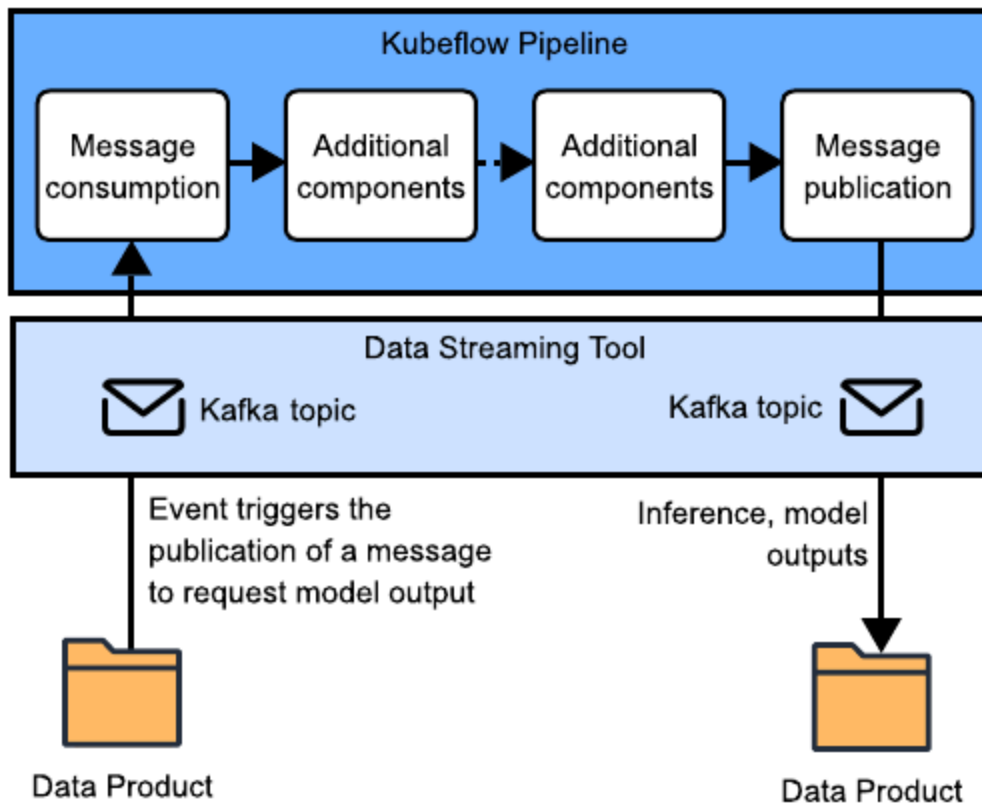 Kubeflow Pipeline
Message
consumption
Additional
components
Additional
components
Message
publication
Data Streaming Tool
Kafka topic
Kafka topic
Event triggers the
publication of a message
to request model output
Inference, model
outputs
Data Product
Data Product